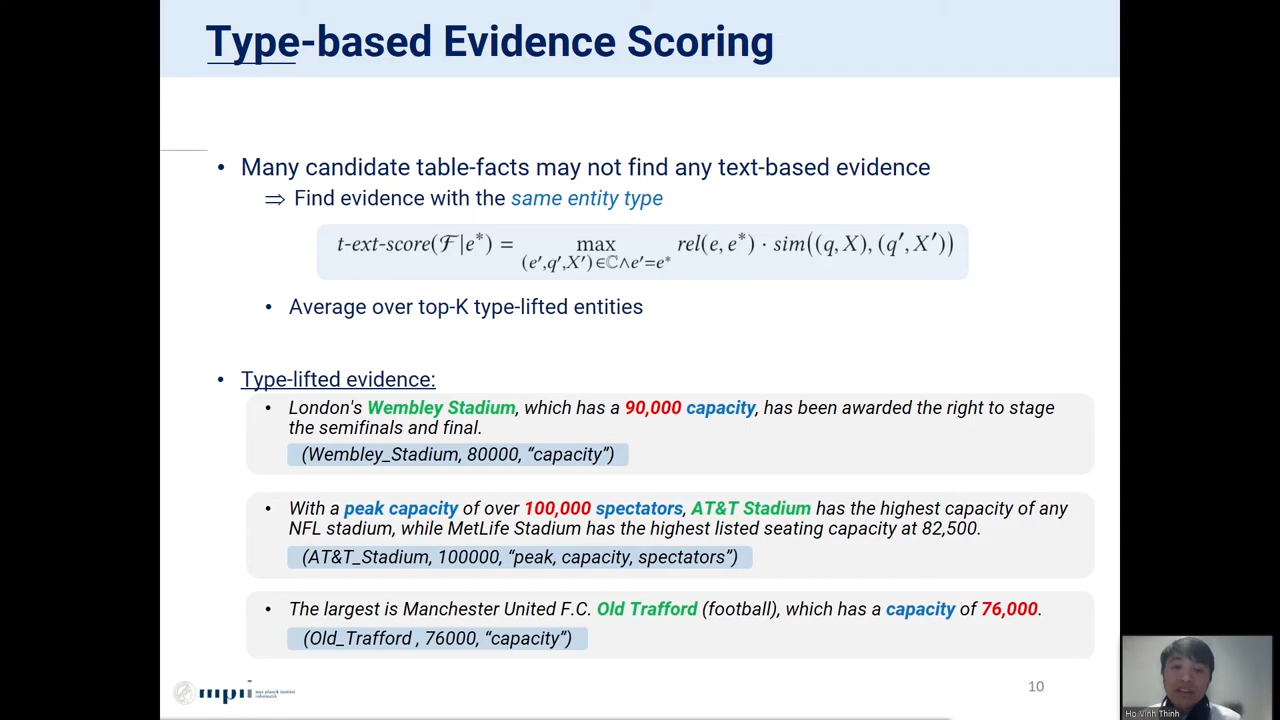 Type-based Evidence Scoring
• Many candidate table-facts may not find any text-based evidence
⇒ Find evidence with the same entity type
t-ext-score(ℱ|e*) = max rel(e, e*) · sim((q, X), (q′, X′))
(e′,q′,X′)∈ℂ∧e′=e*
• Average over top-K type-lifted entities
• Type-lifted evidence:
• London's Wembley Stadium, which has a 90,000 capacity, has been awarded the right to stage
the semifinals and final.
(Wembley_Stadium, 80000, “capacity”)
• With a peak capacity of over 100,000 spectators, AT&T Stadium has the highest capacity of any
NFL stadium, while MetLife Stadium has the highest listed seating capacity at 82,500.
(AT&T_Stadium, 100000, “peak, capacity, spectators”)
• The largest is Manchester United F.C. Old Trafford (football), which has a capacity of 76,000.
(Old_Trafford , 76000, “capacity”)
mpii max planck institut
informatik
10
Ho Vinh Thinh